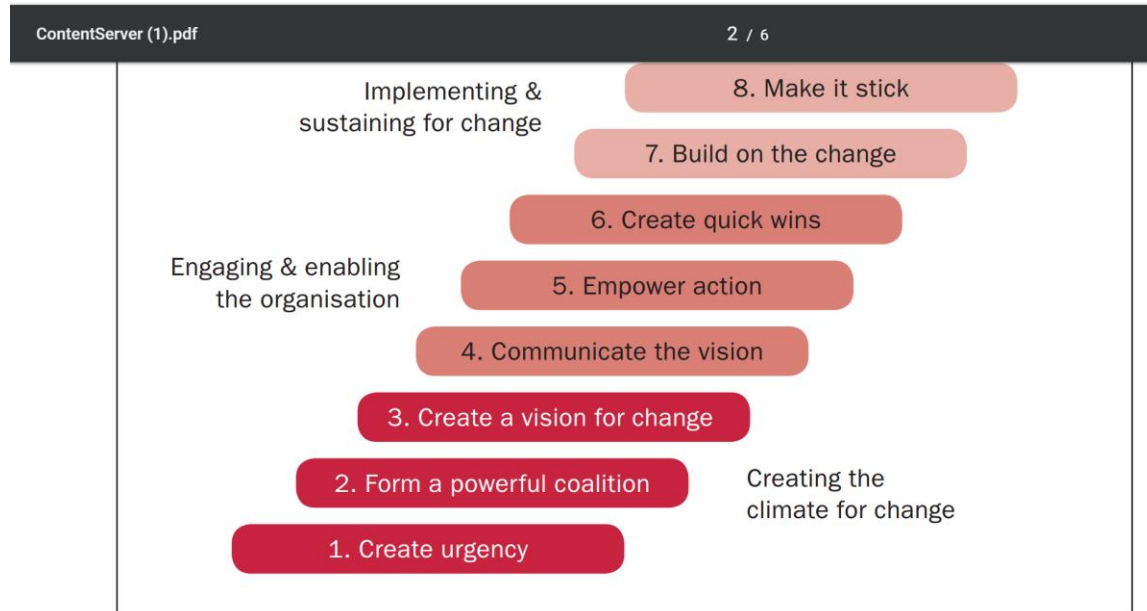 ContentServer (1).pdf
2 / 6
Implementing &
sustaining for change
8. Make it stick
7. Build on the change
6. Create quick wins
Engaging & enabling
the organisation
5. Empower action
4. Communicate the vision
3. Create a vision for change
2. Form a powerful coalition
Creating the
climate for change
1. Create urgency